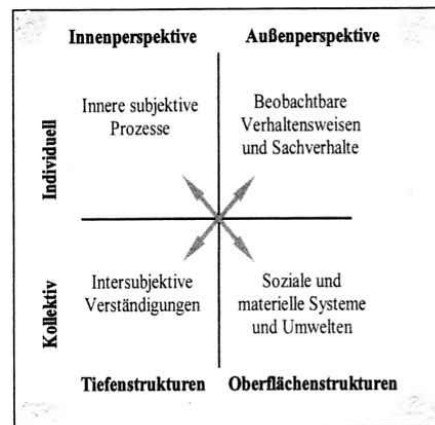 Innenperspektive Außenperspektive
Individuell
Innere subjektive
Prozesse
Beobachtbare
Verhaltensweisen
und Sachverhalte
Kollektiv
Intersubjektive
Verständigungen
Soziale und
materielle Systeme
und Umwelten
Tiefenstrukturen Oberflächenstrukturen